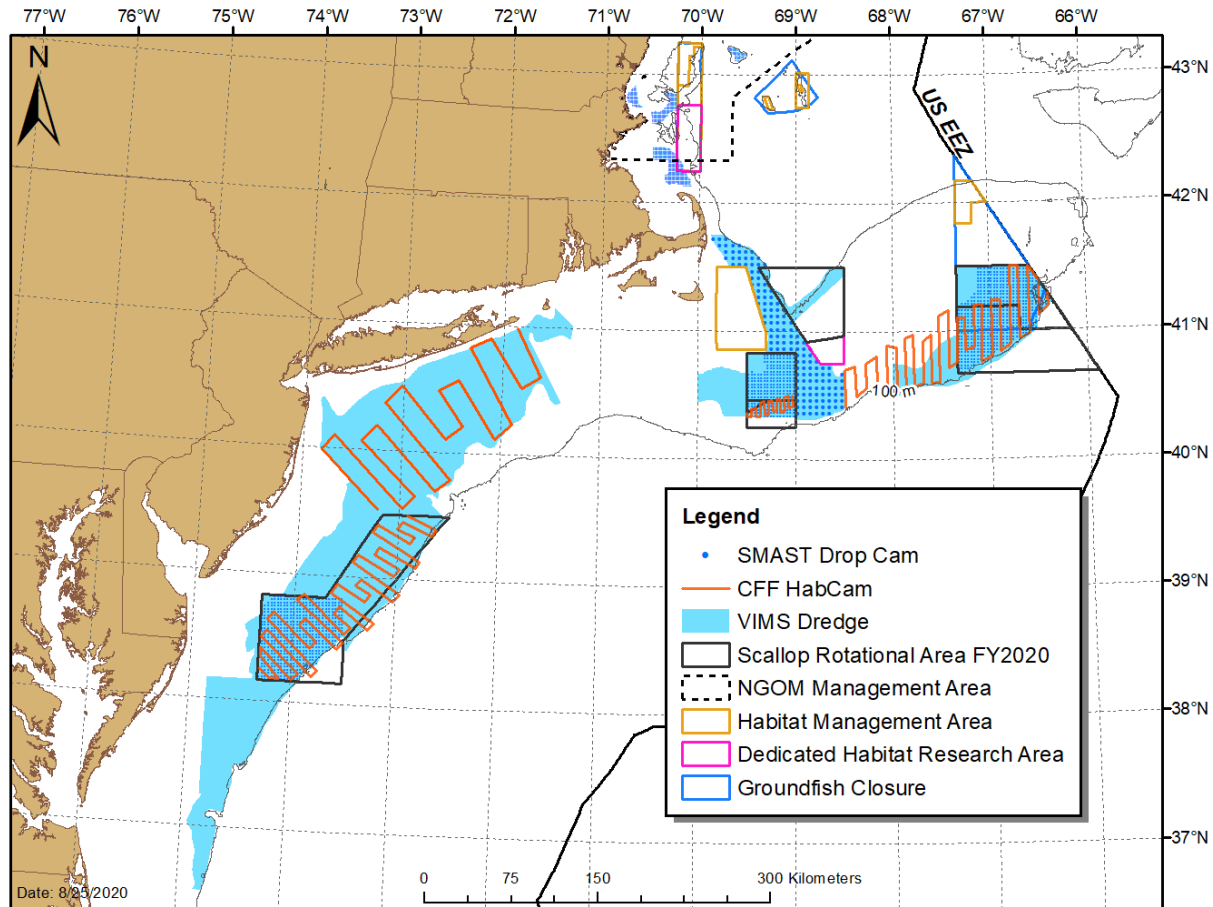 77°W 76°W 75°W 74°W 73°W 72°W 71°W 70°W 69°W 68°W 67°W 66°W
N
43°N
US EEZ
42°N
41°N
100 m
40°N
Legend
SMAST Drop Cam
CFF HabCam
39°N
VIMS Dredge
Scallop Rotational Area FY2020
NGOM Management Area
38°N
Habitat Management Area
Dedicated Habitat Research Area
Groundfish Closure
37°N
0 75 150 300 Kilometers
Date: 8/25/2020